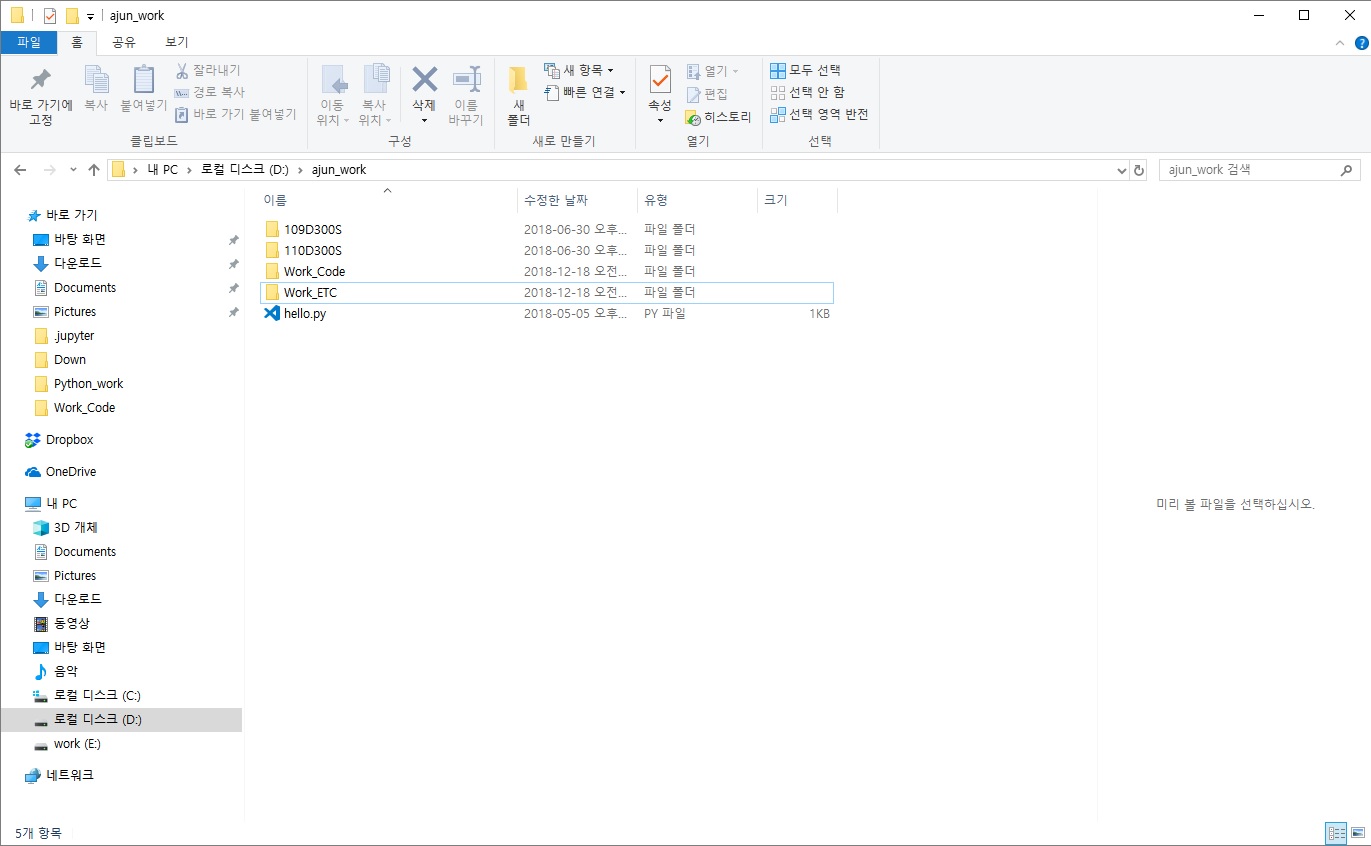 ajun_work
파일 홈 공유 보기
바로 가기에 고정
복사
붙여넣기
잘라내기
경로 복사
바로 가기 붙여넣기
클립보드
이동 위치
복사 위치
삭제
이름 바꾸기
구성
새 폴더
새 항목
빠른 연결
새로 만들기
속성
열기
편집
히스토리
열기
모두 선택
선택 안 함
선택 영역 반전
선택
내 PC > 로컬 디스크 (D:) > ajun_work
ajun_work 검색
바로 가기
바탕 화면
다운로드
Documents
Pictures
.jupyter
Down
Python_work
Work_Code
Dropbox
OneDrive
내 PC
3D 개체
Documents
Pictures
다운로드
동영상
바탕 화면
음악
로컬 디스크 (C:)
로컬 디스크 (D:)
work (E:)
네트워크
이름 수정한 날짜 유형 크기
109D300S 2018-06-30 오후... 파일 폴더
110D300S 2018-06-30 오후... 파일 폴더
Work_Code 2018-12-18 오전... 파일 폴더
Work_ETC 2018-12-18 오전... 파일 폴더
hello.py 2018-05-05 오후... PY 파일 1KB
미리 볼 파일을 선택하십시오.
5개 항목